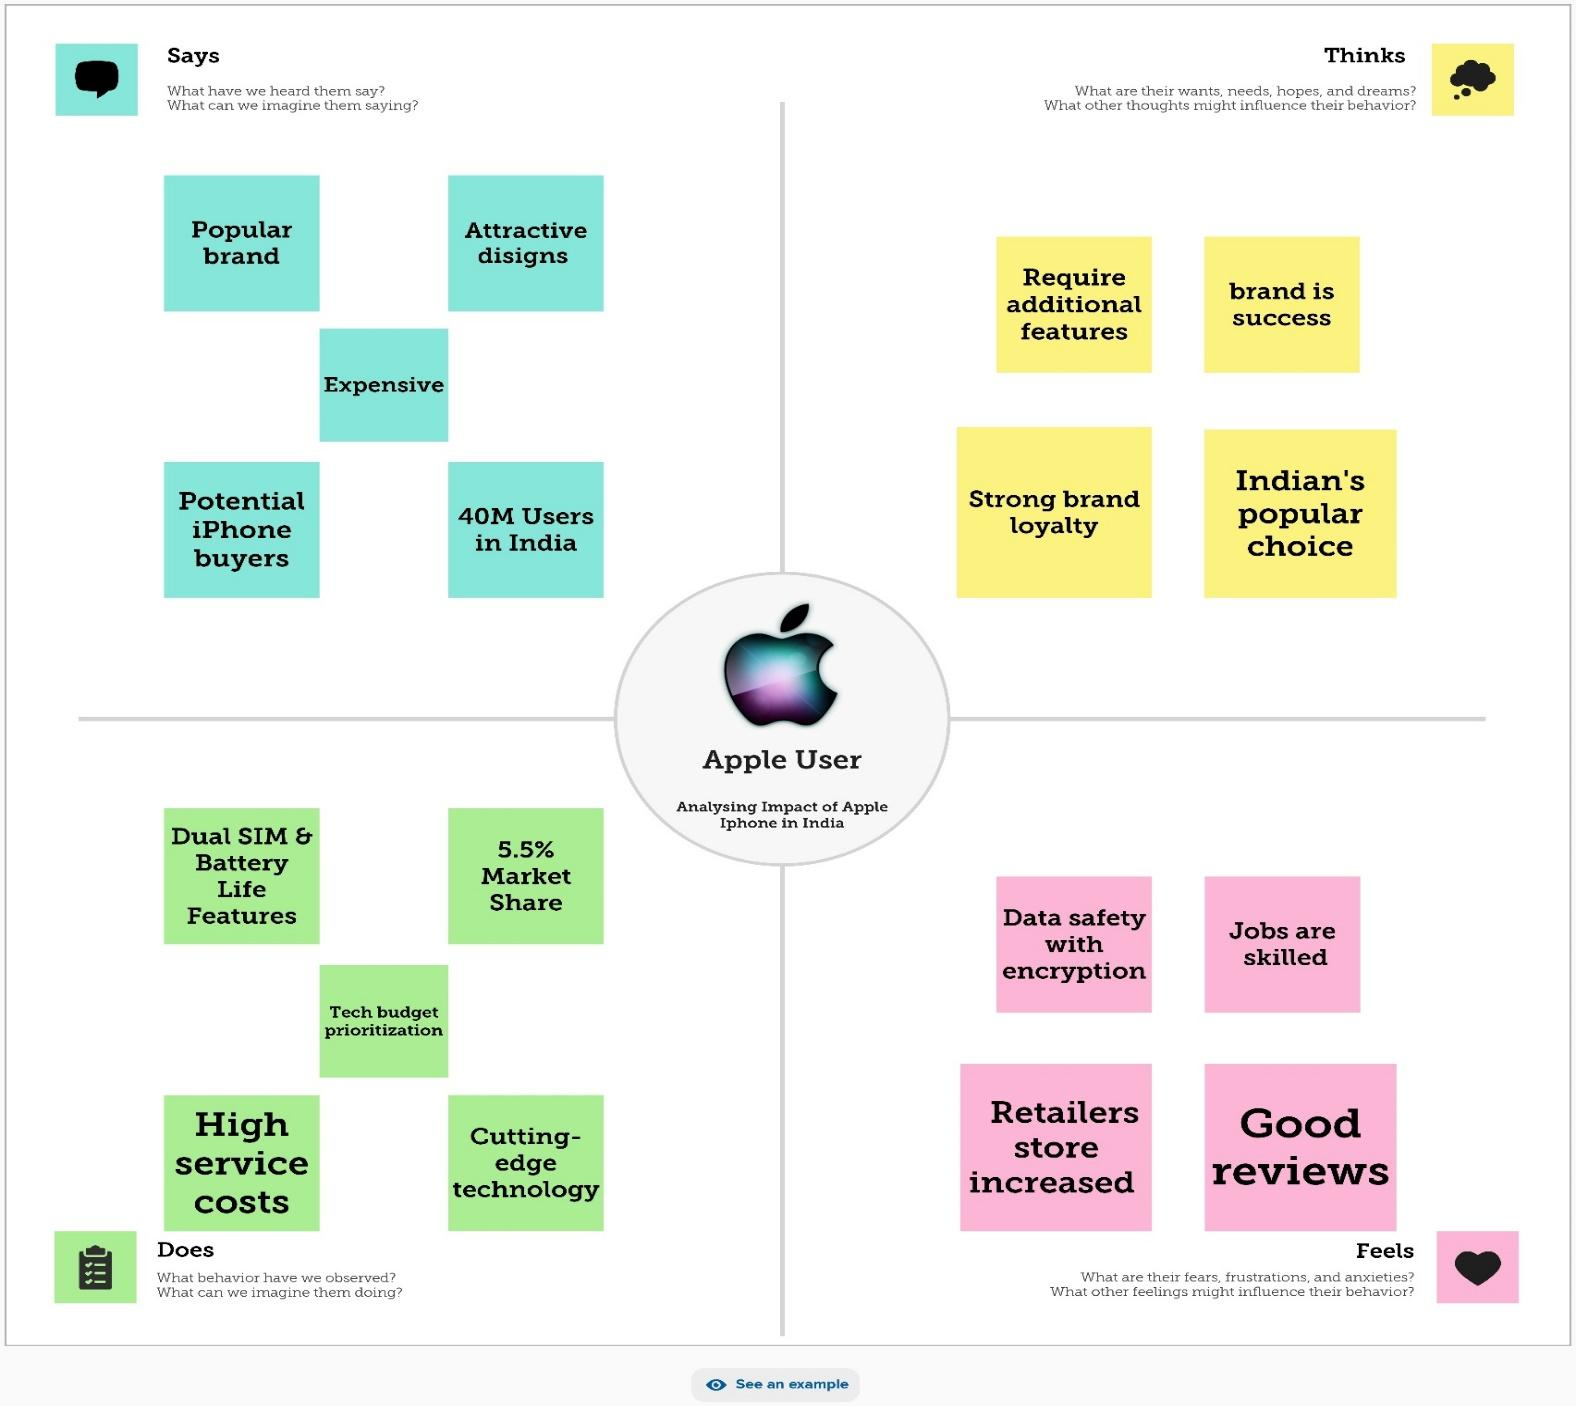 Says
What have we heard them say?
What can we imagine them saying?
Thinks
What are their wants, needs, hopes, and dreams?
What other thoughts might influence their behavior?
Popular
brand
Attractive
disigns
Expensive
Potential
iPhone
buyers
40M Users
in India
Require
additional
features
brand is
success
Strong brand
loyalty
Indian's
popular
choice
Apple User
Analysing Impact of Apple
Iphone in India
Dual SIM &
Battery
Life
Features
5.5%
Market
Share
Tech budget
prioritization
High
service
costs
Cutting-
edge
technology
Data safety
with
encryption
Jobs are
skilled
Retailers
store
increased
Good
reviews
Does
What behavior have we observed?
What can we imagine them doing?
Feels
What are their fears, frustrations, and anxieties?
What other feelings might influence their behavior?
See an example